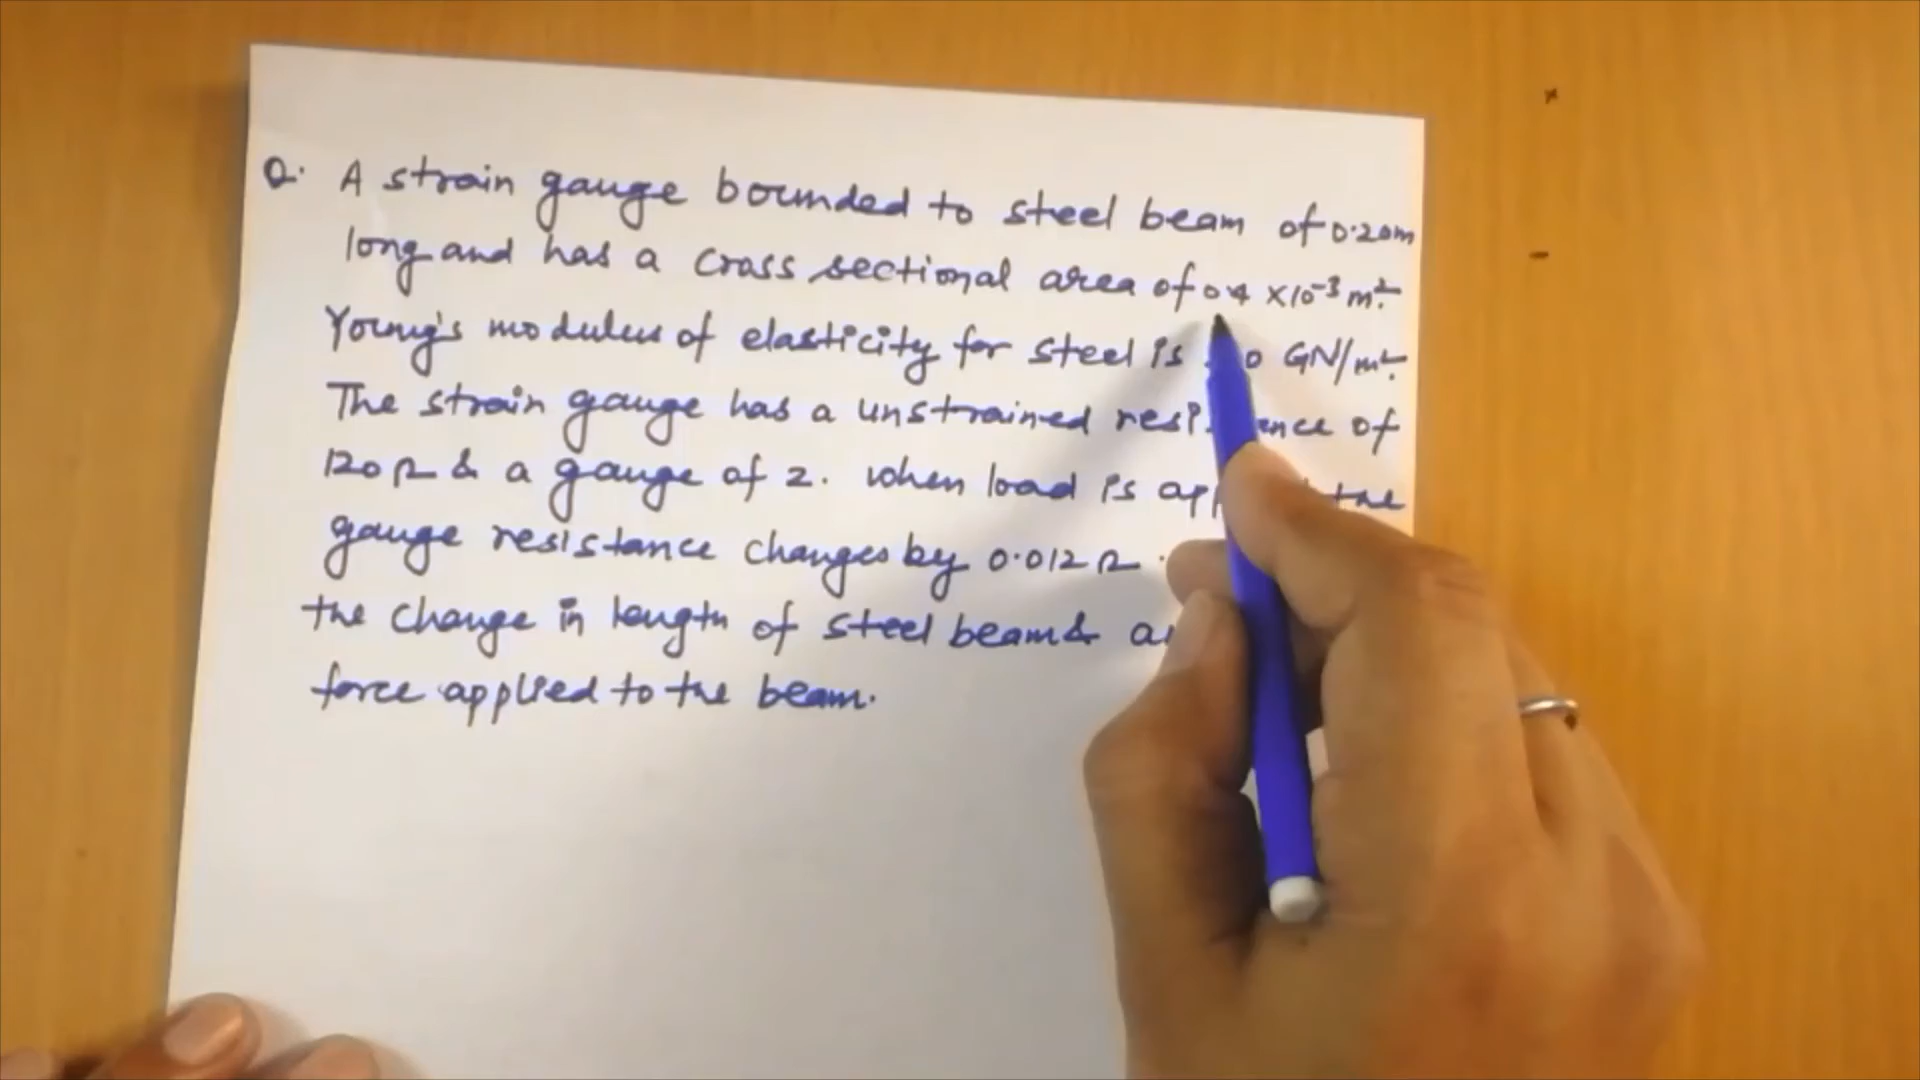 Q. A strain gauge bounded to steel beam of 0.20m
long and has a cross sectional area of 0.4 ×10⁻³ m².
Young's modulus of elasticity for steel is GN/m².
The strain gauge has a unstrained of
120 Ω & a gauge of 2. When load is the
gauge resistance changes by 0.012 Ω.
the change in length of steel beam &
force applied to the beam.